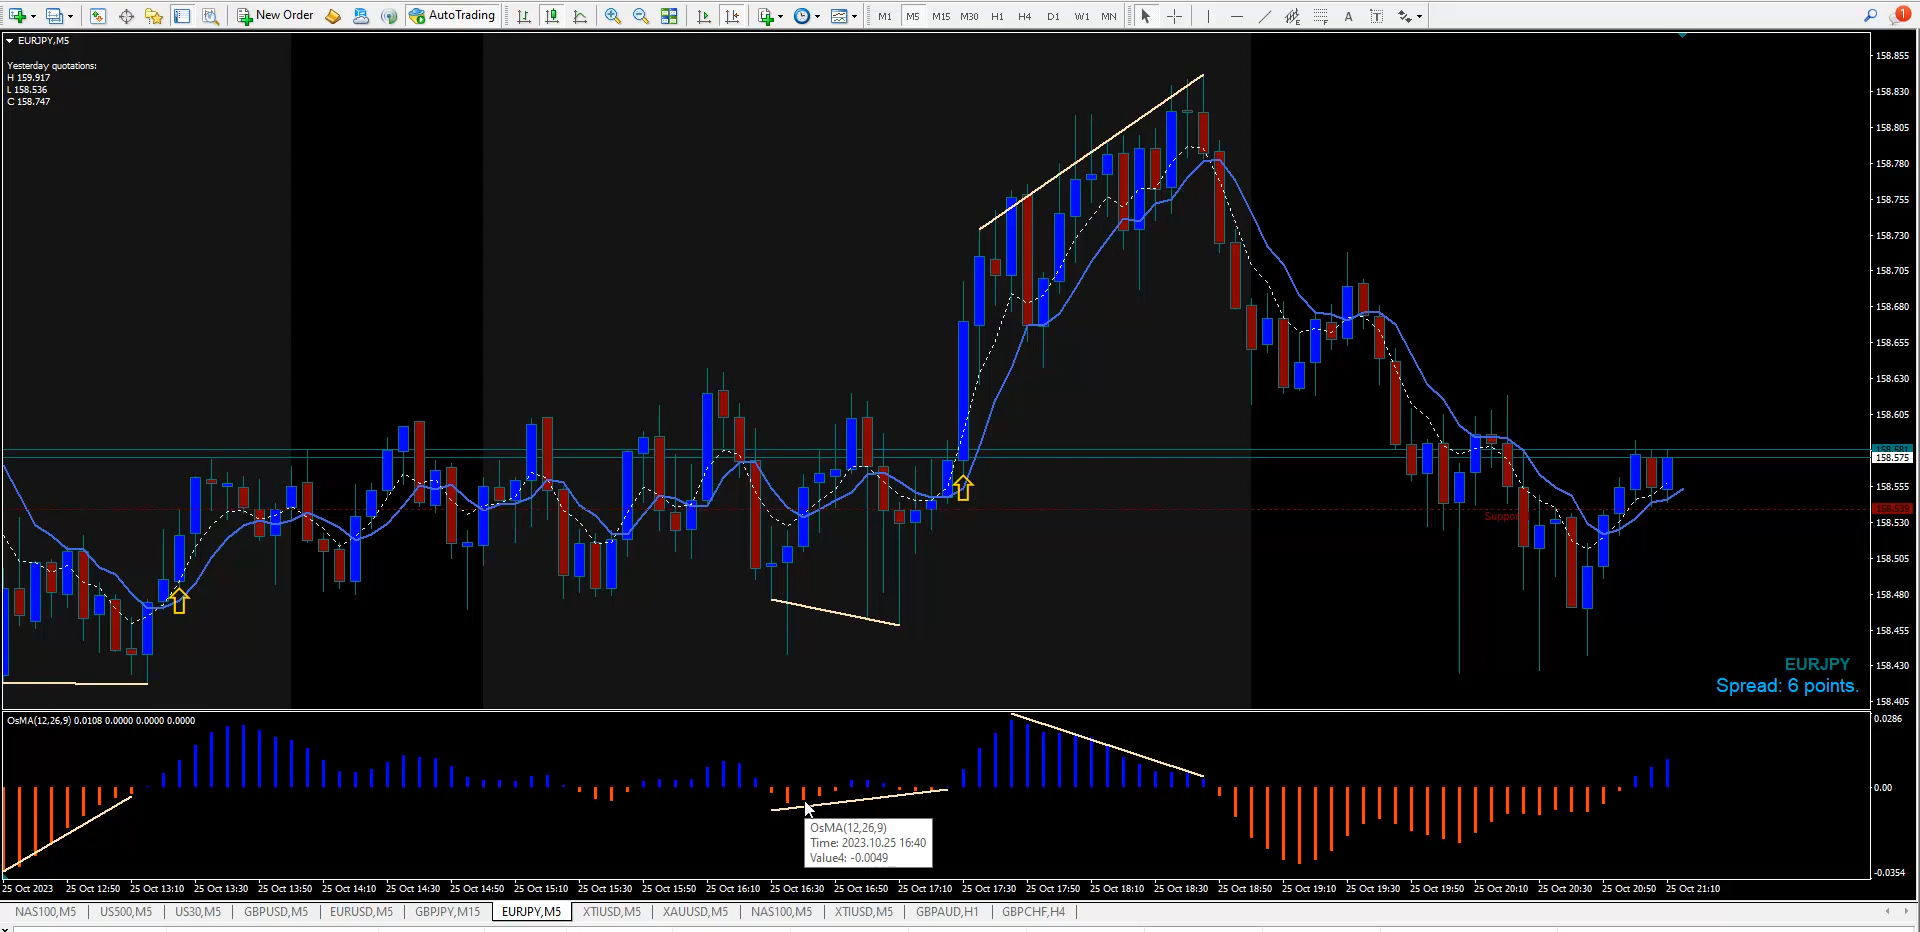 New Order AutoTrading M1 M5 M15 M30 H1 H4 D1 W1 MN A T 1
EURJPY,M5
Yesterday quotations:
H 159.917
L 158.536
C 158.747
158.855
158.830
158.805
158.780
158.755
158.730
158.705
158.680
158.655
158.630
158.605
158.581
158.575
158.555
158.530
158.505
158.480
158.455
158.430
158.405
EURJPY
Spread: 6 points.
OsMA(12,26,9) 0.0108 0.0000 0.0000 0.0000
0.0286
0.00
-0.0354
OsMA(12,26,9)
Time: 2023.10.25 16:40
Value4: -0.0049
25 Oct 2023 25 Oct 12:50 25 Oct 13:10 25 Oct 13:30 25 Oct 13:50 25 Oct 14:10 25 Oct 14:30 25 Oct 14:50 25 Oct 15:10 25 Oct 15:30 25 Oct 15:50 25 Oct 16:10 25 Oct 16:30 25 Oct 16:50 25 Oct 17:10 25 Oct 17:30 25 Oct 17:50 25 Oct 18:10 25 Oct 18:30 25 Oct 18:50 25 Oct 19:10 25 Oct 19:30 25 Oct 19:50 25 Oct 20:10 25 Oct 20:30 25 Oct 20:50 25 Oct 21:10
NAS100,M5 US500,M5 US30,M5 GBPUSD,M5 EURUSD,M5 GBPJPY,M15 EURJPY,M5 XTIUSD,M5 XAUUSD,M5 NAS100,M5 XTIUSD,M5 GBPAUD,H1 GBPCHF,H4